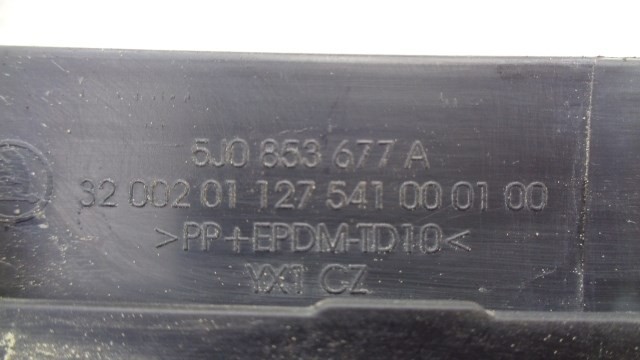 5J0 853 677 A
32 002 01 127 541 00 01 00
>PP+EPDM-TD10<
YX1 CZ